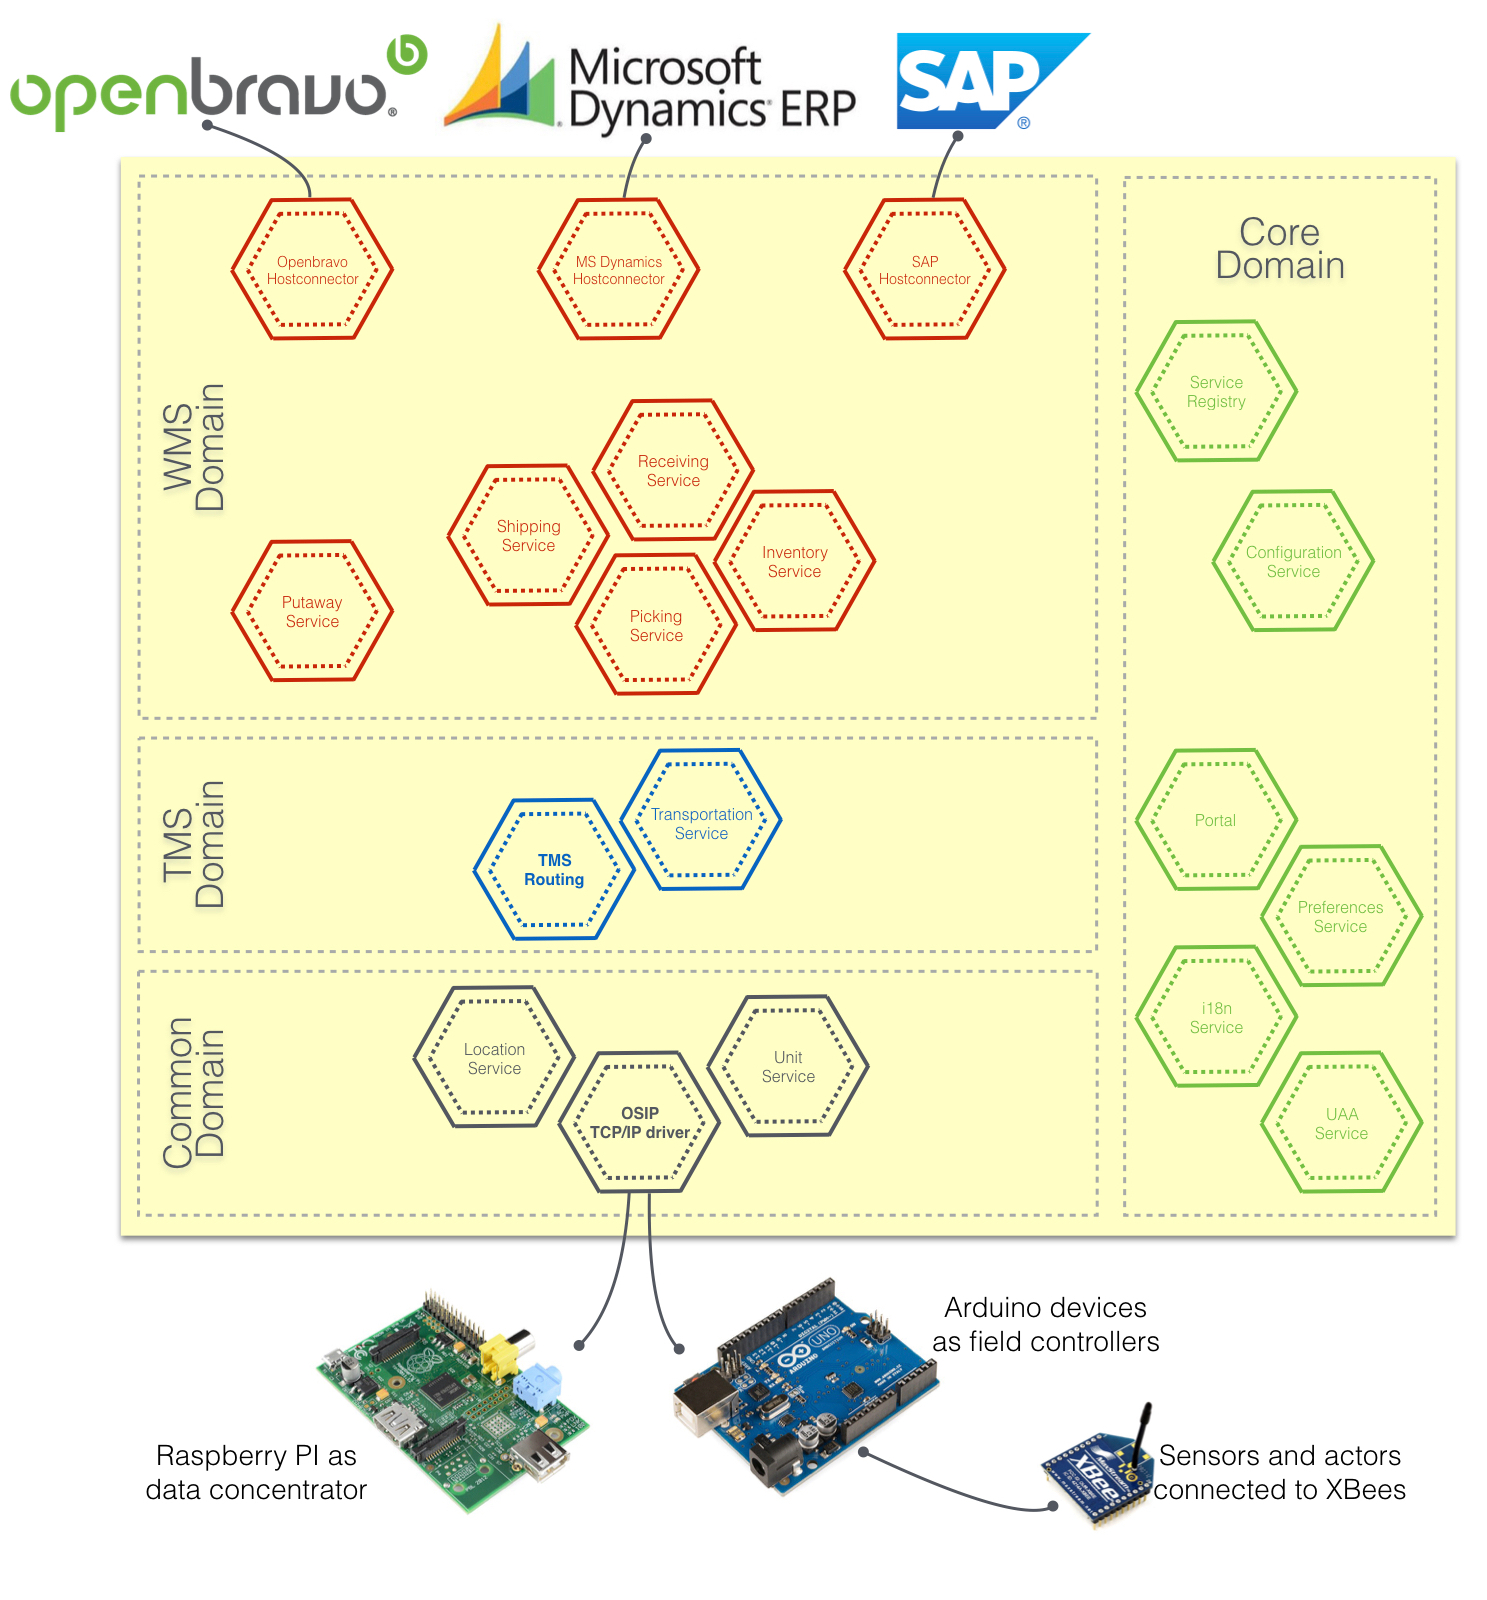 openbravo
b
®
Microsoft
Dynamics ERP
SAP
®
Openbravo
Hostconnector
MS Dynamics
Hostconnector
SAP
Hostconnector
Core
Domain
Service
Registry
WMS
Domain
Receiving
Service
Shipping
Service
Inventory
Service
Configuration
Service
Putaway
Service
Picking
Service
TMS
Domain
Transportation
Service
TMS
Routing
Portal
Preferences
Service
Common
Domain
Location
Service
Unit
Service
OSIP
TCP/IP driver
i18n
Service
UAA
Service
Arduino devices
as field controllers
UNO
ARDUINO
Raspberry PI as
data concentrator
XBee
Sensors and actors
connected to XBees